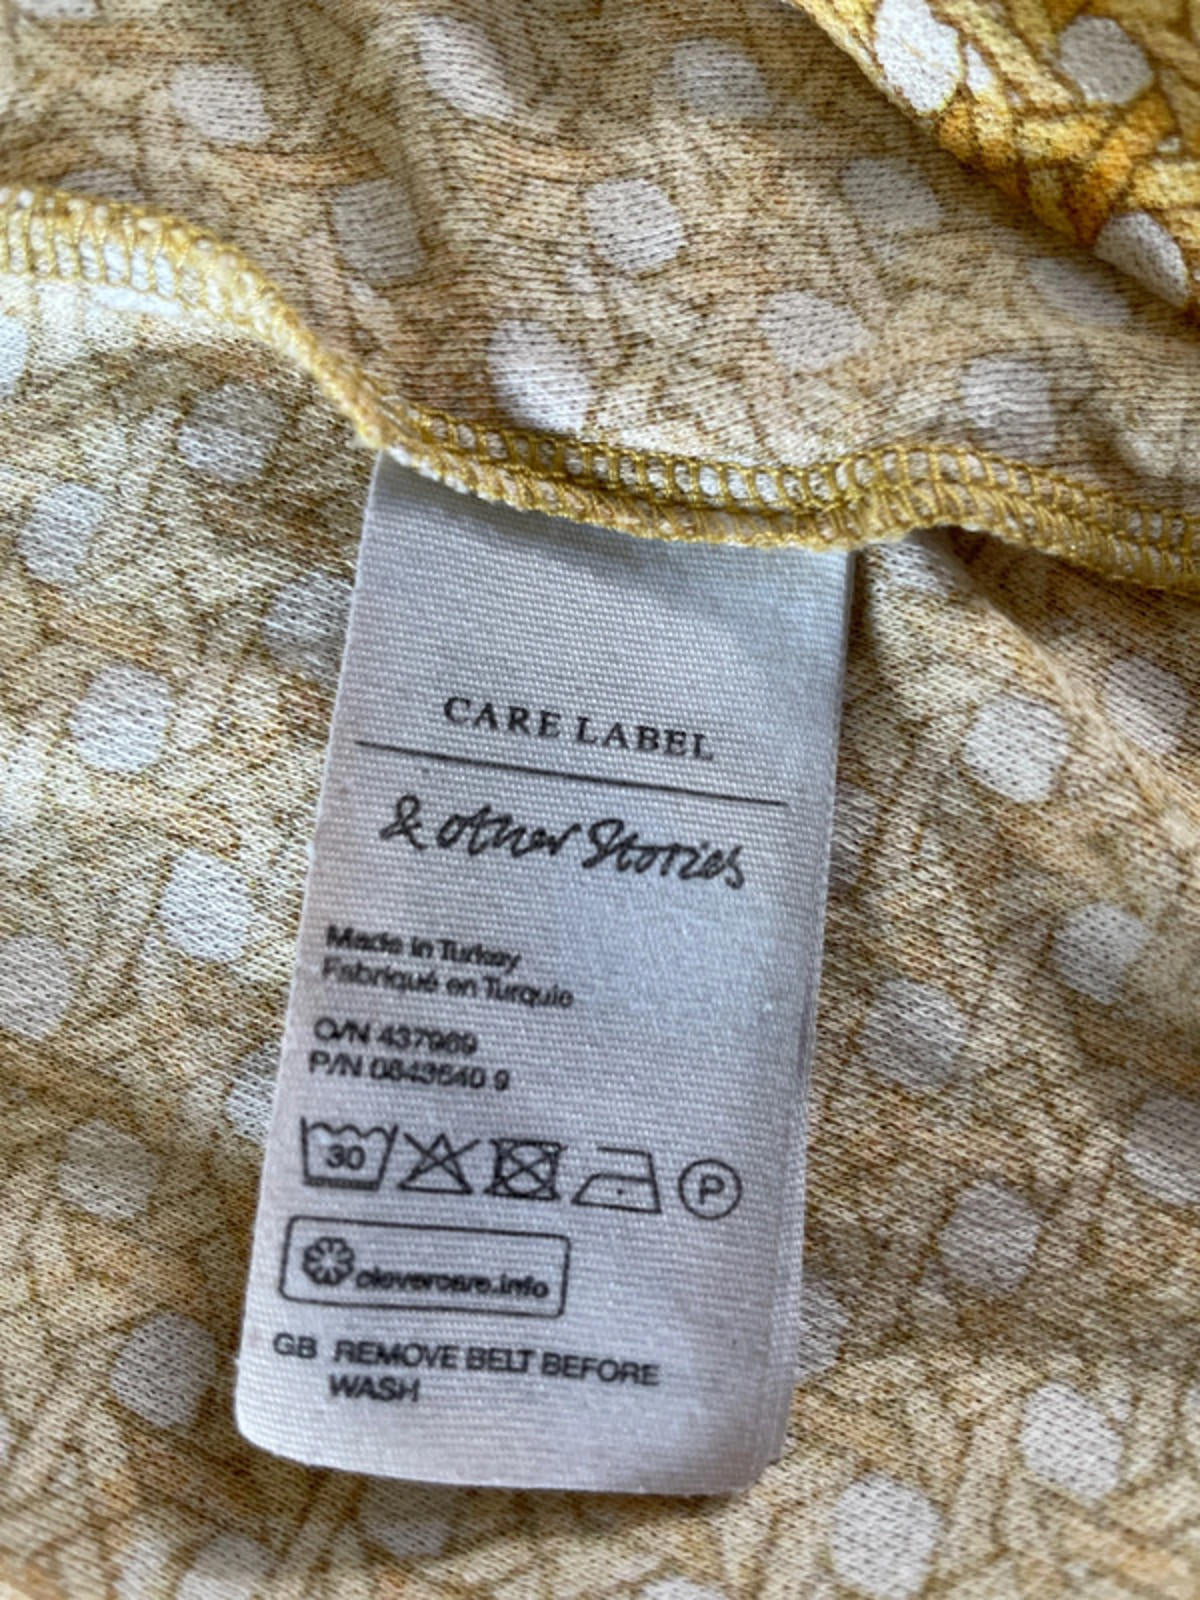 CARE LABEL
& other Stories
Made in Turkey
Fabriqué en Turquie
O/N 437969
P/N 0843640 9
30
P
clevercare.info
GB REMOVE BELT BEFORE
WASH